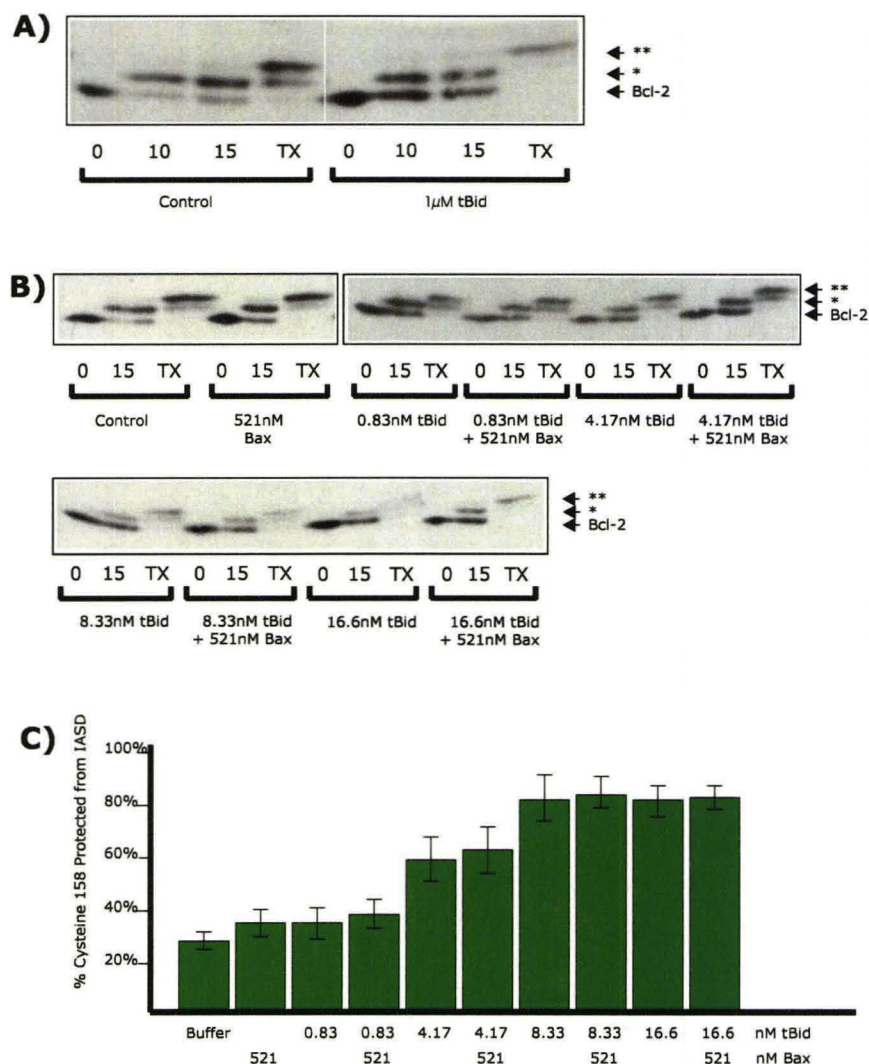 A)
**
*
Bcl-2
0 10 15 TX 0 10 15 TX
Control 1µM tBid
B)
**
*
Bcl-2
0 15 TX 0 15 TX 0 15 TX 0 15 TX 0 15 TX 0 15 TX
Control 521nM Bax 0.83nM tBid 0.83nM tBid + 521nM Bax 4.17nM tBid 4.17nM tBid + 521nM Bax
**
*
Bcl-2
0 15 TX 0 15 TX 0 15 TX 0 15 TX
8.33nM tBid 8.33nM tBid + 521nM Bax 16.6nM tBid 16.6nM tBid + 521nM Bax
C)
% Cysteine 158 Protected from IASD
100%
80%
60%
40%
20%
Buffer 0.83 0.83 4.17 4.17 8.33 8.33 16.6 16.6 nM tBid
521 521 521 521 521 nM Bax